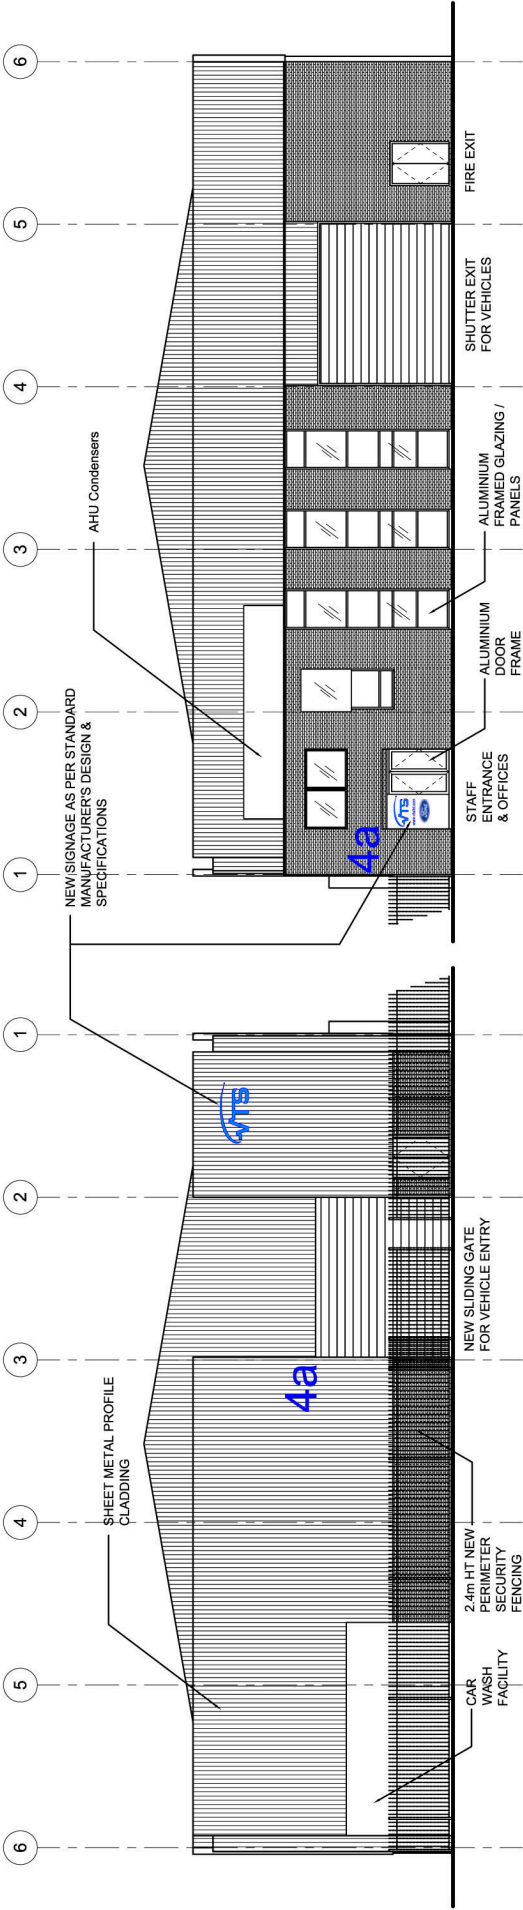 6
5
4
3
2
1
1
2
3
4
5
6
SHEET METAL PROFILE
CLADDING
NEW SIGNAGE AS PER STANDARD
MANUFACTURER'S DESIGN &
SPECIFICATIONS
AHU Condensers
VTS
4a
4a
VTS
Ford
CAR
WASH
FACILITY
2.4m HT NEW
PERIMETER
SECURITY
FENCING
NEW SLIDING GATE
FOR VEHICLE ENTRY
STAFF
ENTRANCE
& OFFICES
ALUMINIUM
DOOR
FRAME
ALUMINIUM
FRAMED GLAZING /
PANELS
SHUTTER EXIT
FOR VEHICLES
FIRE EXIT